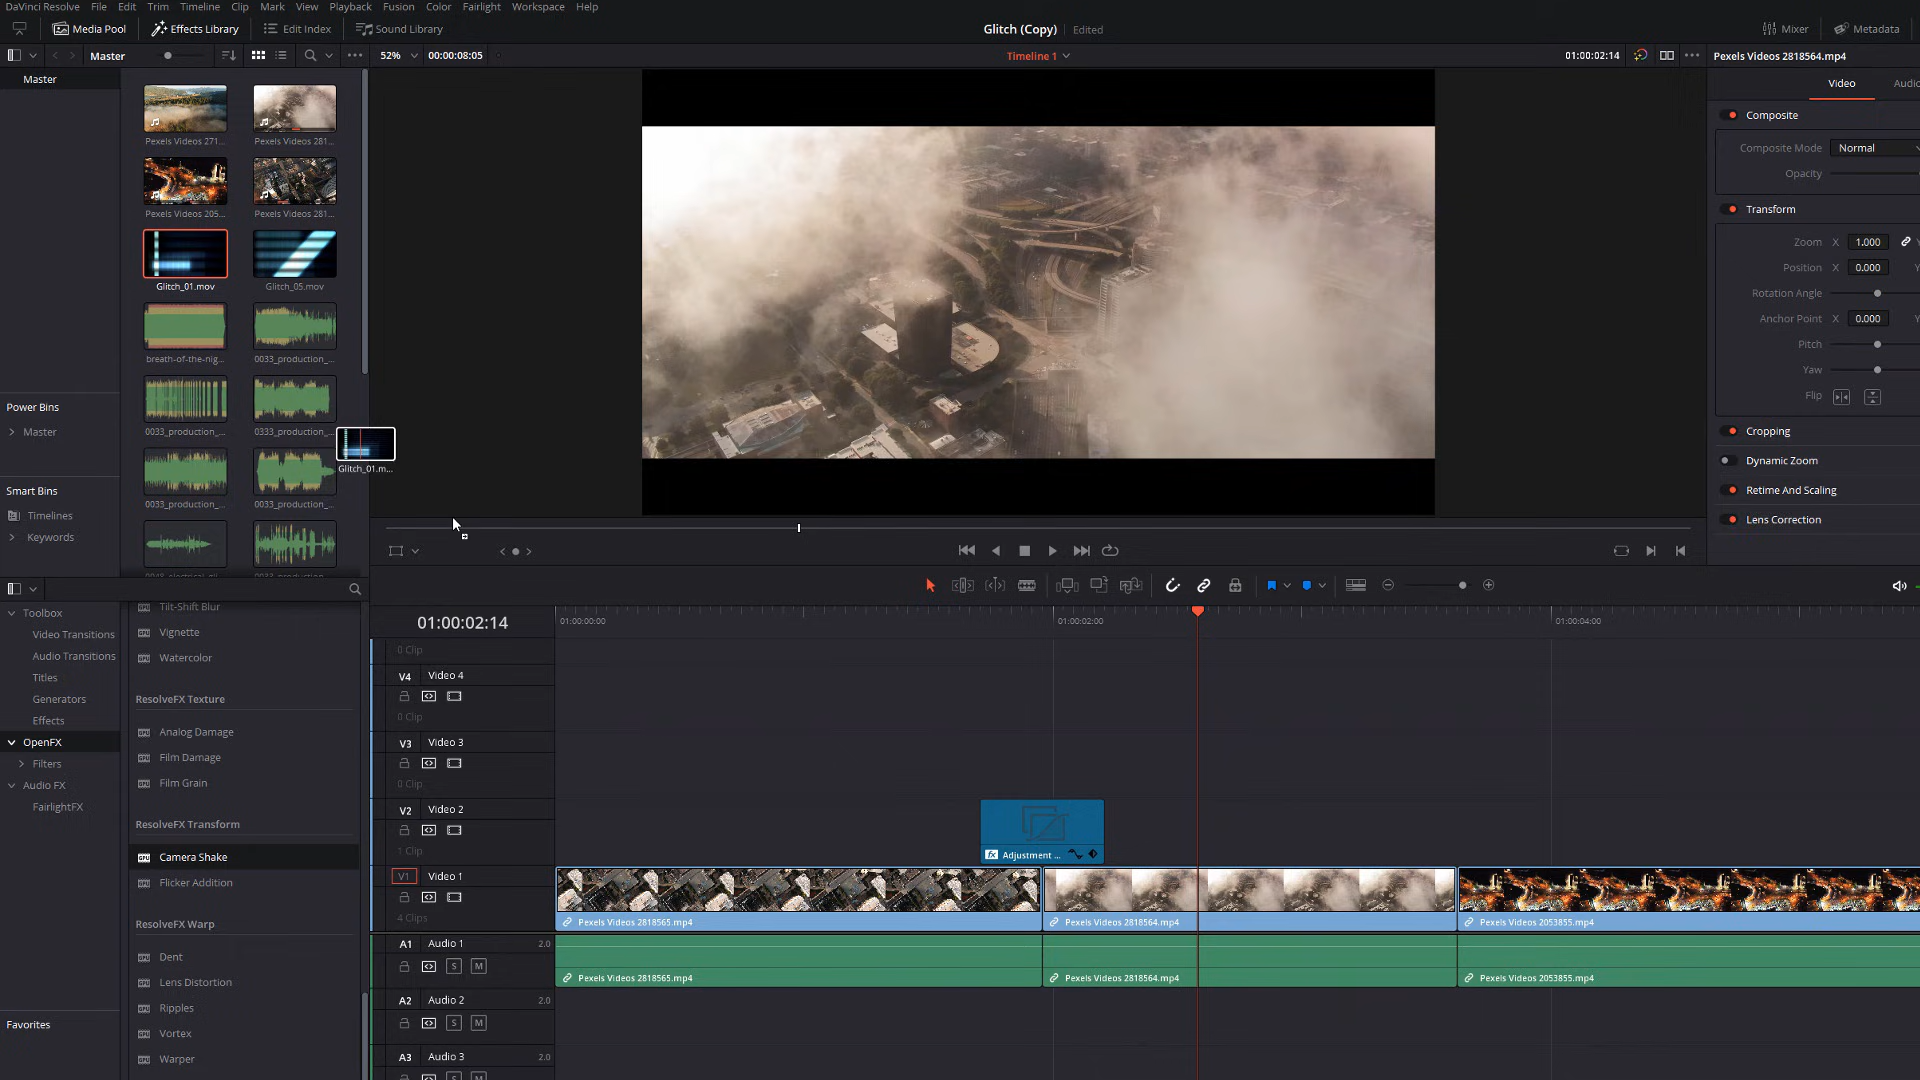 DaVinci Resolve File Edit Trim Timeline Clip Mark View Playback Fusion Color Fairlight Workspace Help
Media Pool Effects Library Edit Index Sound Library Glitch (Copy) Edited Mixer Metadata
Master 52% 00:00:08:05 Timeline 1 01:00:02:14 Pexels Videos 2818564.mp4
Master
Video Audio
Pexels Videos 271... Pexels Videos 281...
Pexels Videos 205... Pexels Videos 281...
Glitch_01.mov Glitch_05.mov
breath-of-the-nig... 0033_production_...
0033_production_... 0333_production_...
Glitch_01.m...
0033_production_... 0033_production_...
Power Bins
Master
Smart Bins
Timelines
Keywords
Composite
Composite Mode Normal
Opacity
Transform
Zoom X 1.000 Y
Position X 0.000 Y
Rotation Angle
Anchor Point X 0.000 Y
Pitch
Yaw
Flip
Cropping
Dynamic Zoom
Retime And Scaling
Lens Correction
Toolbox
Video Transitions
Audio Transitions
Titles
Generators
Effects
OpenFX
Filters
Audio FX
FairlightFX
Favorites
Tilt-Shift Blur
Vignette
Watercolor
ResolveFX Texture
Analog Damage
Film Damage
Film Grain
ResolveFX Transform
Camera Shake
Flicker Addition
ResolveFX Warp
Dent
Lens Distortion
Ripples
Vortex
Warper
01:00:02:14 01:00:00:00 01:00:02:00 01:00:04:00
0 Clip
V4 Video 4
0 Clip
V3 Video 3
0 Clip
V2 Video 2
1 Clip
fx Adjustment ...
V1 Video 1
4 Clips
Pexels Videos 2818565.mp4 Pexels Videos 2818564.mp4 Pexels Videos 2053855.mp4
A1 Audio 1 2.0
S M
Pexels Videos 2818565.mp4 Pexels Videos 2818564.mp4 Pexels Videos 2053855.mp4
A2 Audio 2 2.0
S M
A3 Audio 3 2.0